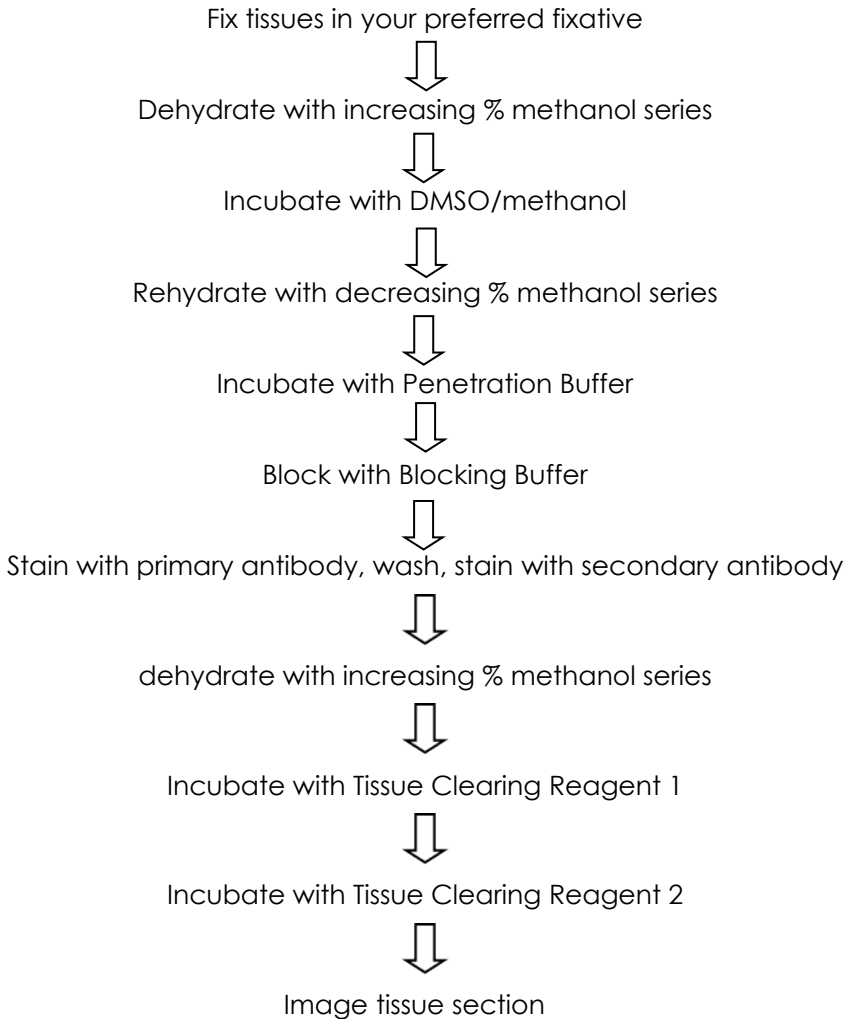 Fix tissues in your preferred fixative
Dehydrate with increasing % methanol series
Incubate with DMSO/methanol
Rehydrate with decreasing % methanol series
Incubate with Penetration Buffer
Block with Blocking Buffer
Stain with primary antibody, wash, stain with secondary antibody
dehydrate with increasing % methanol series
Incubate with Tissue Clearing Reagent 1
Incubate with Tissue Clearing Reagent 2
Image tissue section